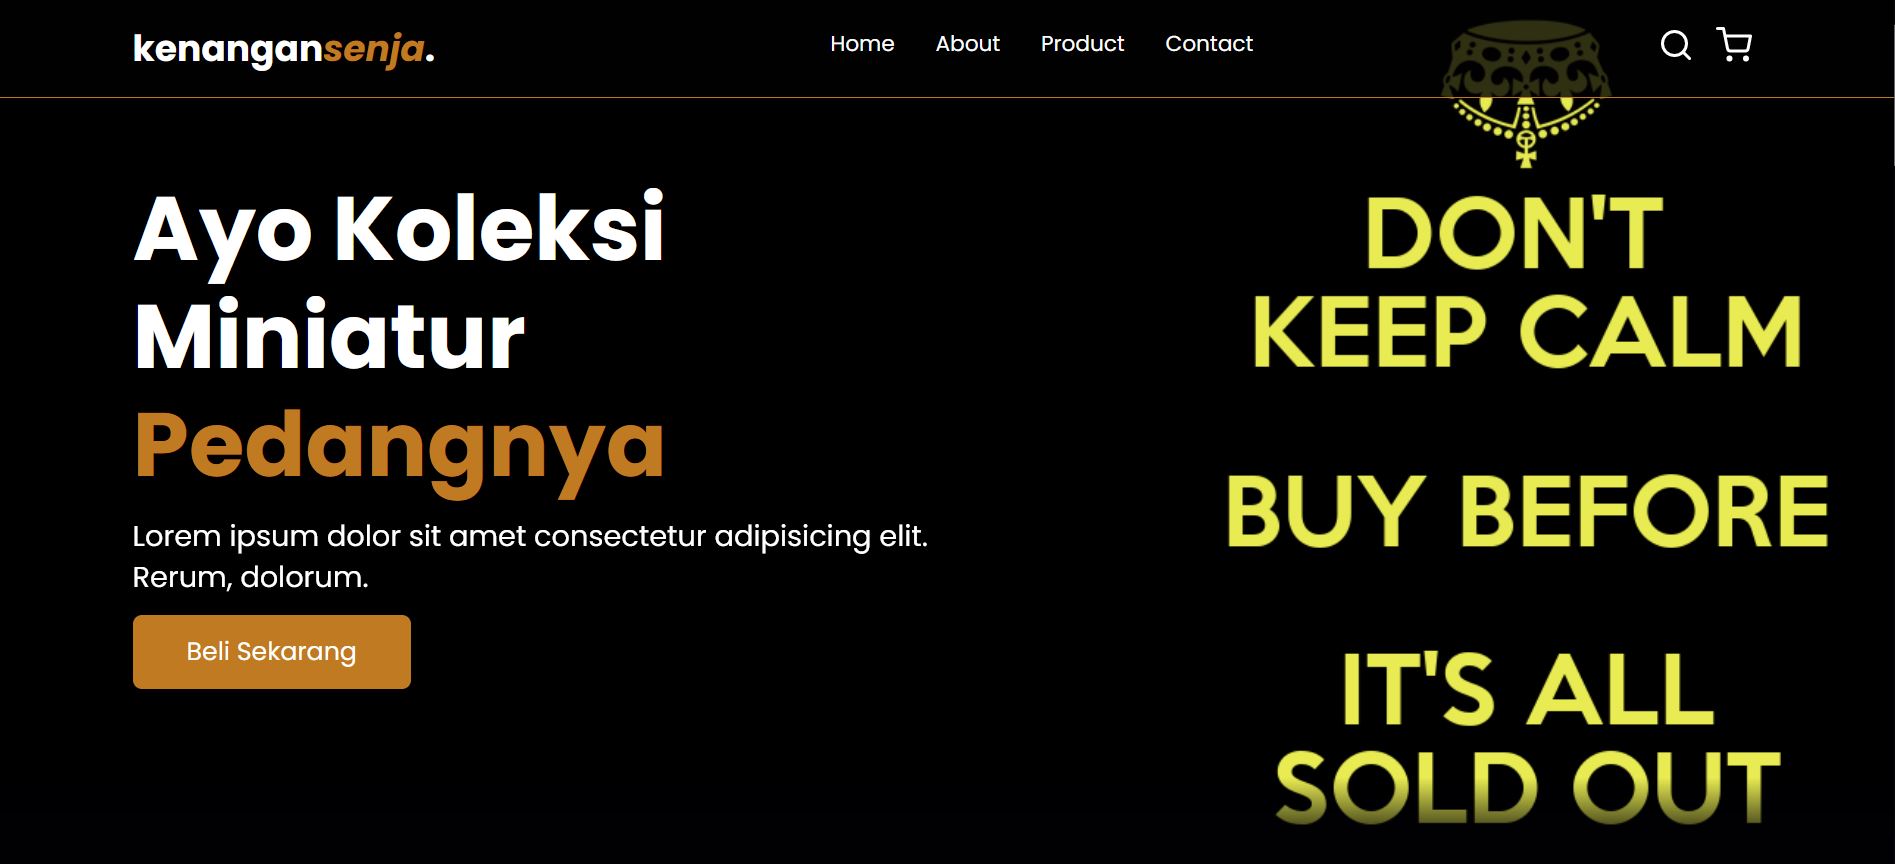 kenangansenja.
Home About Product Contact
Ayo Koleksi
Miniatur
Pedangnya
Lorem ipsum dolor sit amet consectetur adipisicing elit.
Rerum, dolorum.
Beli Sekarang
DON'T
KEEP CALM
BUY BEFORE
IT'S ALL
SOLD OUT